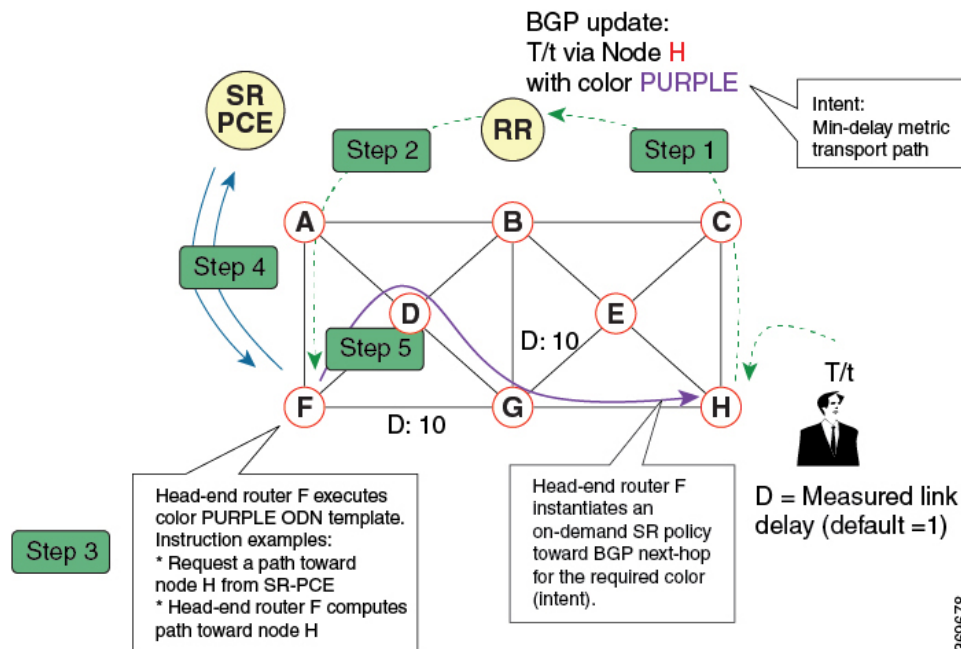 BGP update:
T/t via Node H
with color PURPLE
Intent:
Min-delay metric
transport path
SR
PCE
RR
Step 2
Step 1
A
B
C
Step 4
D
E
Step 5
D: 10
T/t
F
G
H
D: 10
Head-end router F executes
color PURPLE ODN template.
Instruction examples:
* Request a path toward
node H from SR-PCE
* Head-end router F computes
path toward node H
Head-end router F
instantiates an
on-demand SR policy
toward BGP next-hop
for the required color
(intent).
D = Measured link
delay (default =1)
Step 3